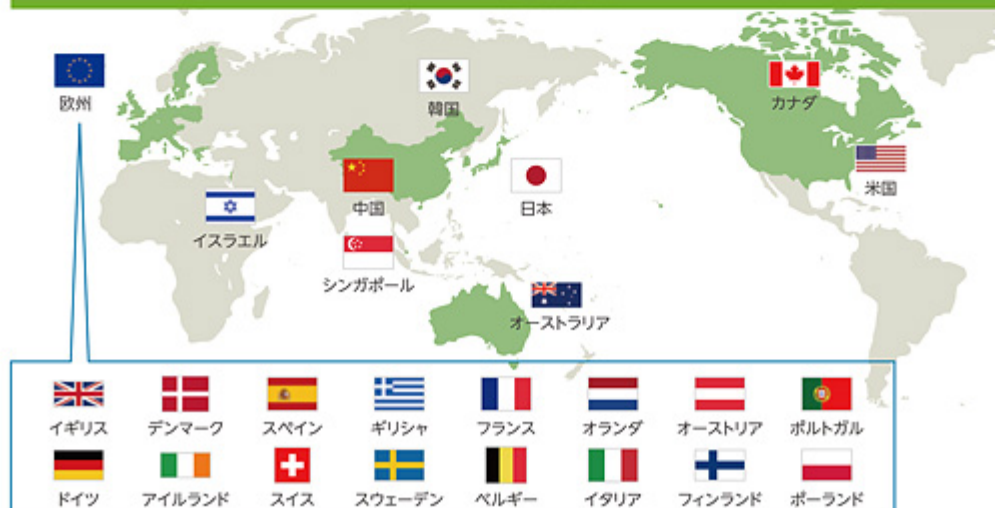 欧州
韓国
カナダ
中国
日本
米国
イスラエル
シンガポール
オーストラリア
イギリス
デンマーク
スペイン
ギリシャ
フランス
オランダ
オーストリア
ポルトガル
ドイツ
アイルランド
スイス
スウェーデン
ベルギー
イタリア
フィンランド
ポーランド